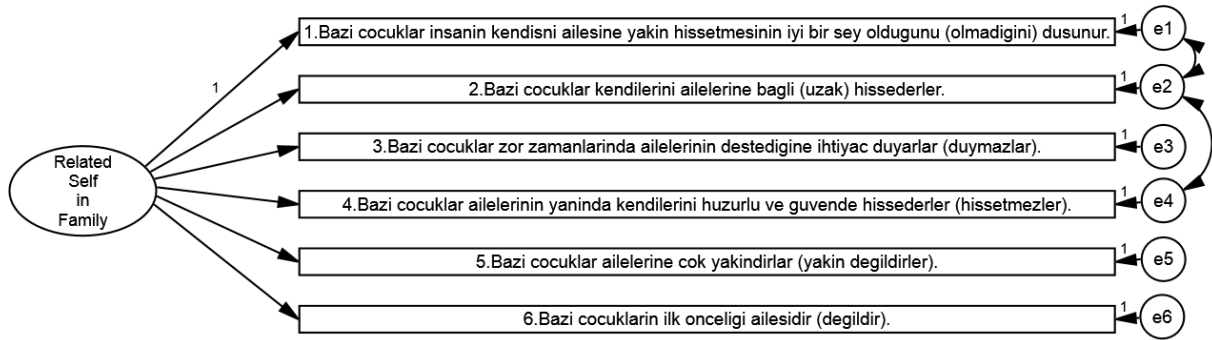 1.Bazi cocuklar insanin kendisni ailesine yakin hissetmesinin iyi bir sey oldugunu (olmadigini) dusunur.
1
e1
1
2.Bazi cocuklar kendilerini ailelerine bagli (uzak) hissederler.
1
e2
3.Bazi cocuklar zor zamanlarinda ailelerinin destedigine ihtiyac duyarlar (duymazlar).
1
e3
Related
Self
in
Family
4.Bazi cocuklar ailelerinin yaninda kendilerini huzurlu ve guvende hissederler (hissetmezler).
1
e4
5.Bazi cocuklar ailelerine cok yakindirlar (yakin degildirler).
1
e5
6.Bazi cocuklarin ilk onceligi ailesidir (degildir).
1
e6